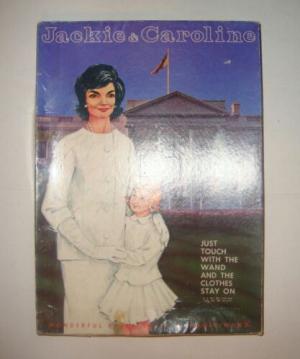 Jackie & Caroline
JUST
TOUCH
WITH THE
WAND
AND THE
CLOTHES
STAY ON
WONDERFUL